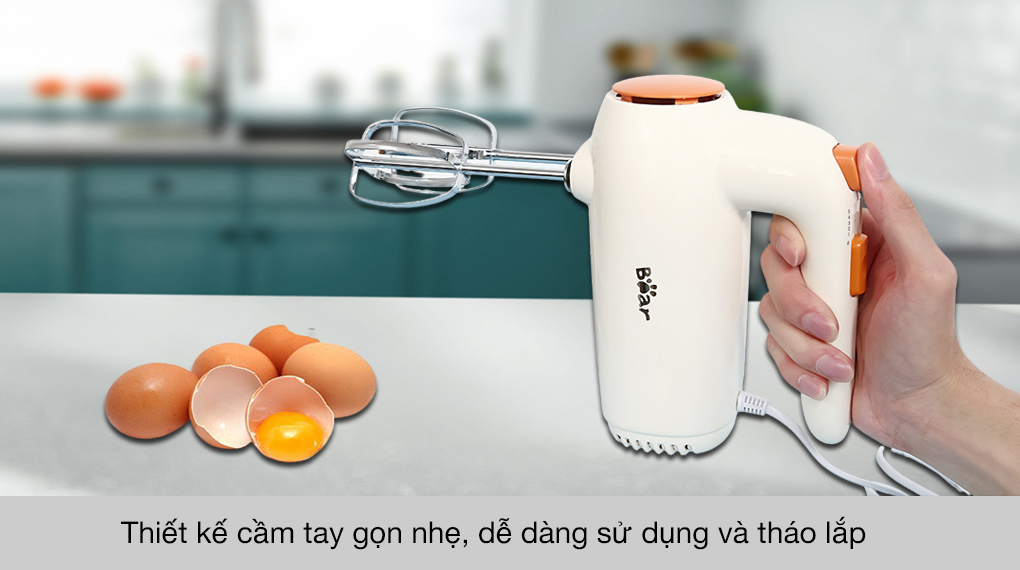 Bear
Thiết kế cầm tay gọn nhẹ, dễ dàng sử dụng và tháo lắp